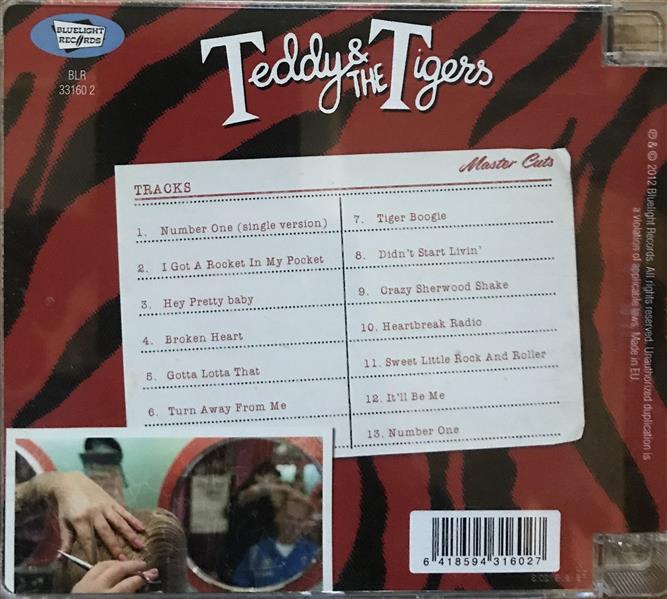 BLUELIGHT
RECORDS
BLR
33160 2
Teddy & THE Tigers
Master Cuts
TRACKS
1. Number One (single version)
2. I Got A Rocket In My Pocket
3. Hey Pretty baby
4. Broken Heart
5. Gotta Lotta That
6. Turn Away From Me
7. Tiger Boogie
8. Didn't Start Livin'
9. Crazy Sherwood Shake
10. Heartbreak Radio
11. Sweet Little Rock And Roller
12. It'll Be Me
13. Number One
℗ & © 2012 Bluelight Records. All rights reserved. Unauthorized duplication is
a violation of applicable laws. Made in EU
6 418594 316027